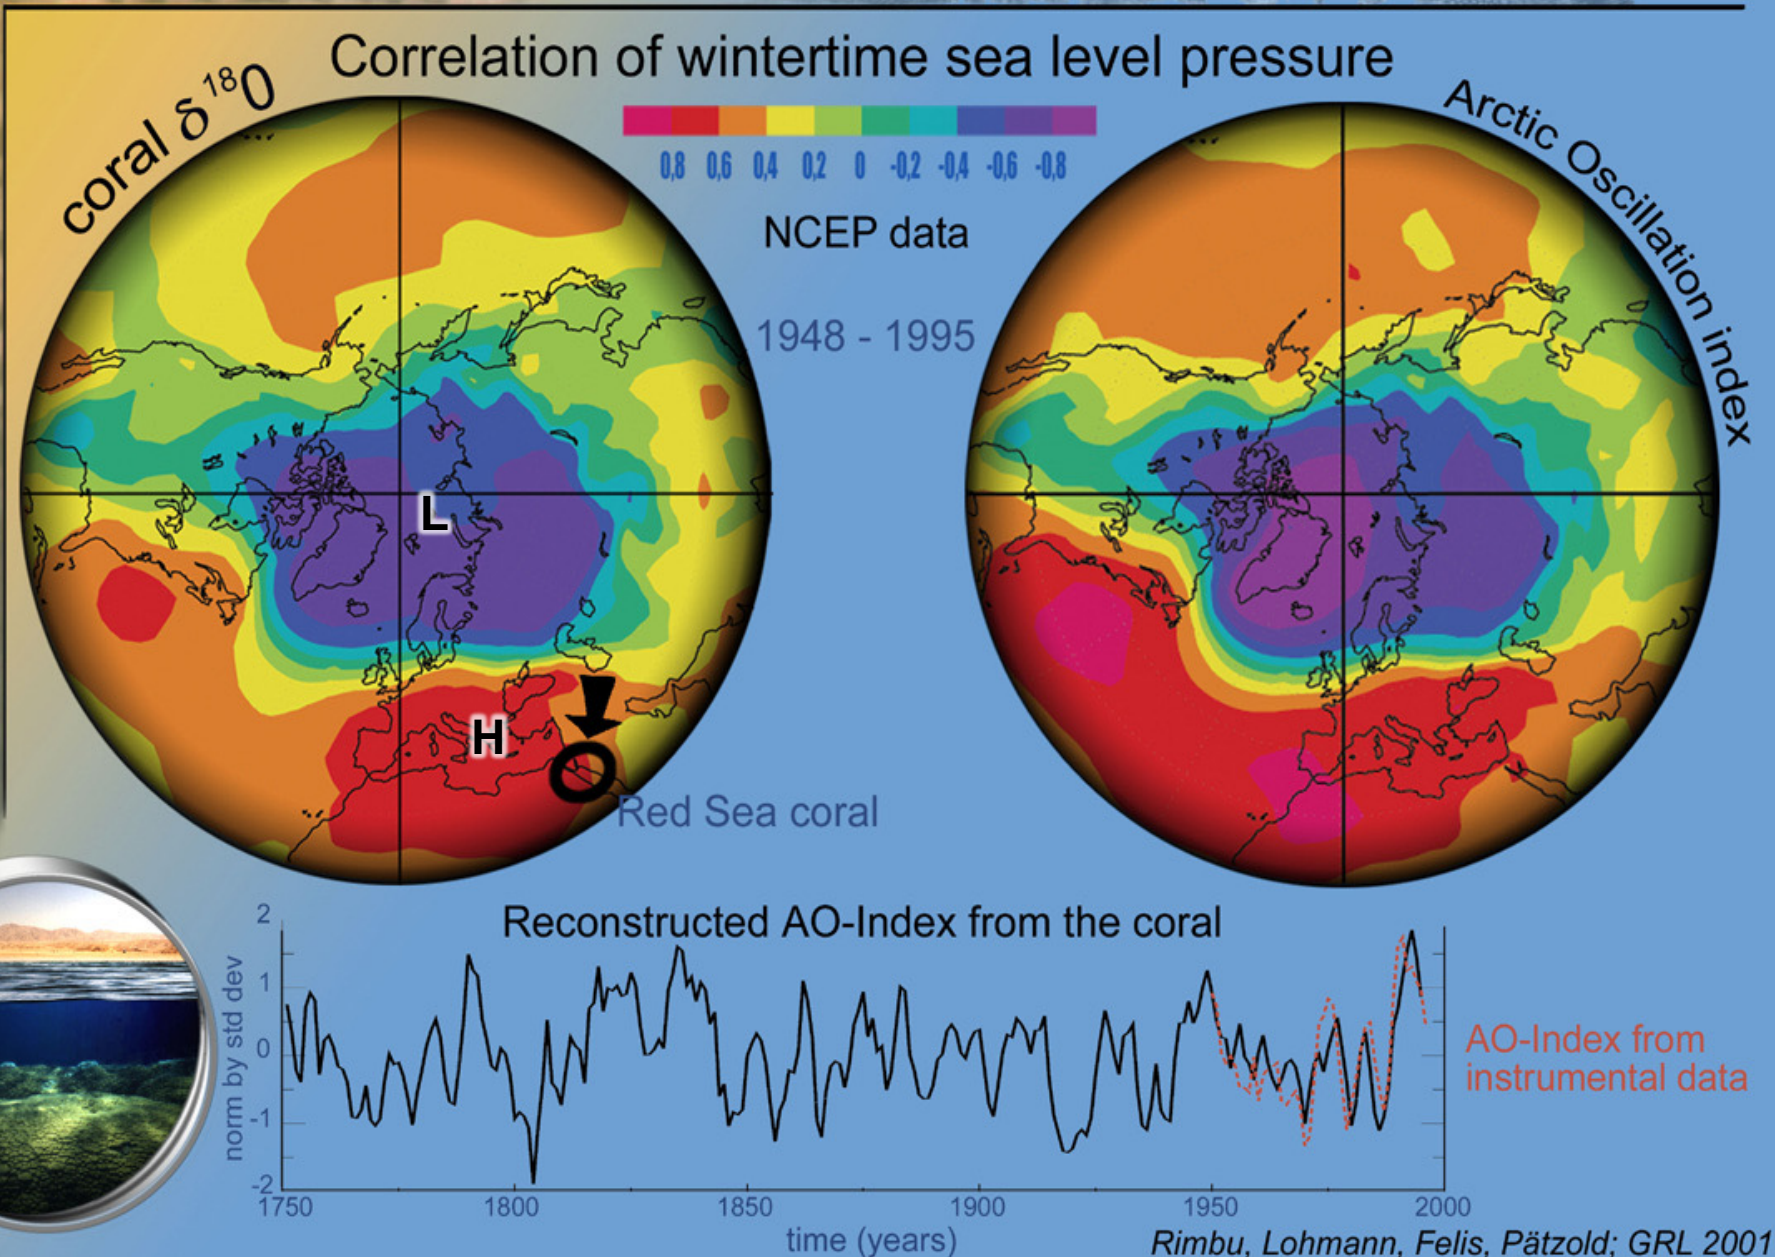 Correlation of wintertime sea level pressure
coral δ ¹⁸0
Arctic Oscillation index
0,8 0,6 0,4 0,2 0 -0,2 -0,4 -0,6 -0,8
NCEP data
1948 - 1995
L
H
Red Sea coral
Reconstructed AO-Index from the coral
norm by std dev
2
1
0
-1
-2
1750 1800 1850 1900 1950 2000
time (years)
AO-Index from
instrumental data
Rimbu, Lohmann, Felis, Pätzold: GRL 2001